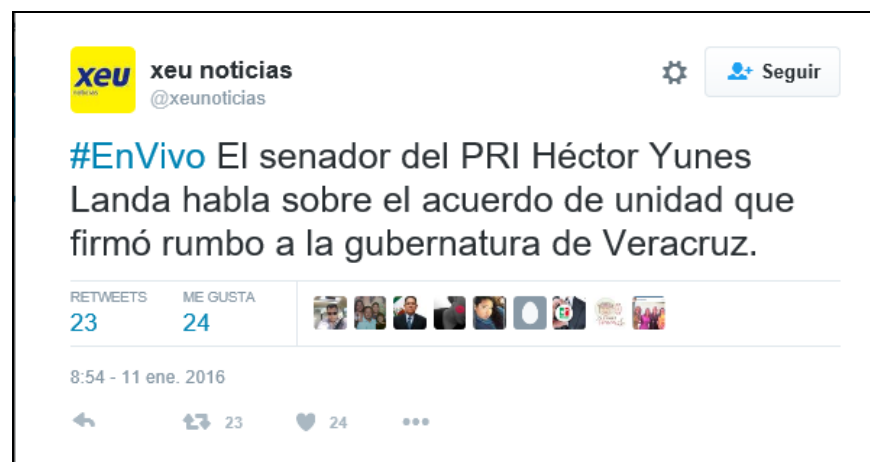 xeu
noticias
xeu noticias
@xeunoticias
Seguir
#EnVivo El senador del PRI Héctor Yunes
Landa habla sobre el acuerdo de unidad que
firmó rumbo a la gubernatura de Veracruz.
RETWEETS ME GUSTA
23 24
8:54 - 11 ene. 2016
23 24